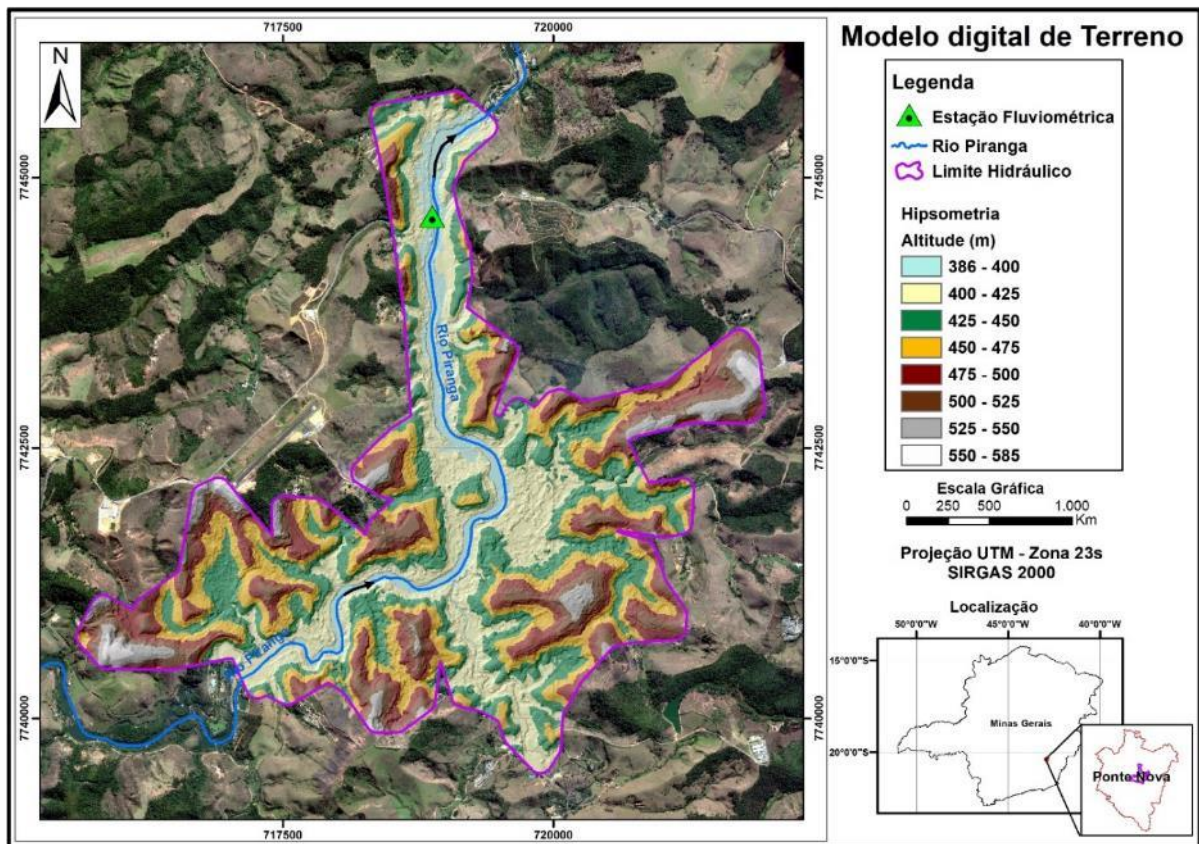 717500
720000
N
7745000
7745000
Rio Piranga
7742500
7742500
Rio Piranga
7740000
7740000
717500
720000
Modelo digital de Terreno
Legenda
Estação Fluviométrica
Rio Piranga
Limite Hidráulico
Hipsometria
Altitude (m)
386 - 400
400 - 425
425 - 450
450 - 475
475 - 500
500 - 525
525 - 550
550 - 585
Escala Gráfica
0 250 500 1.000
Km
Projeção UTM - Zona 23s
SIRGAS 2000
Localização
50°0'0"W 45°0'0"W 40°0'0"W
15°0'0"S
20°0'0"S
Minas Gerais
Ponte Nova